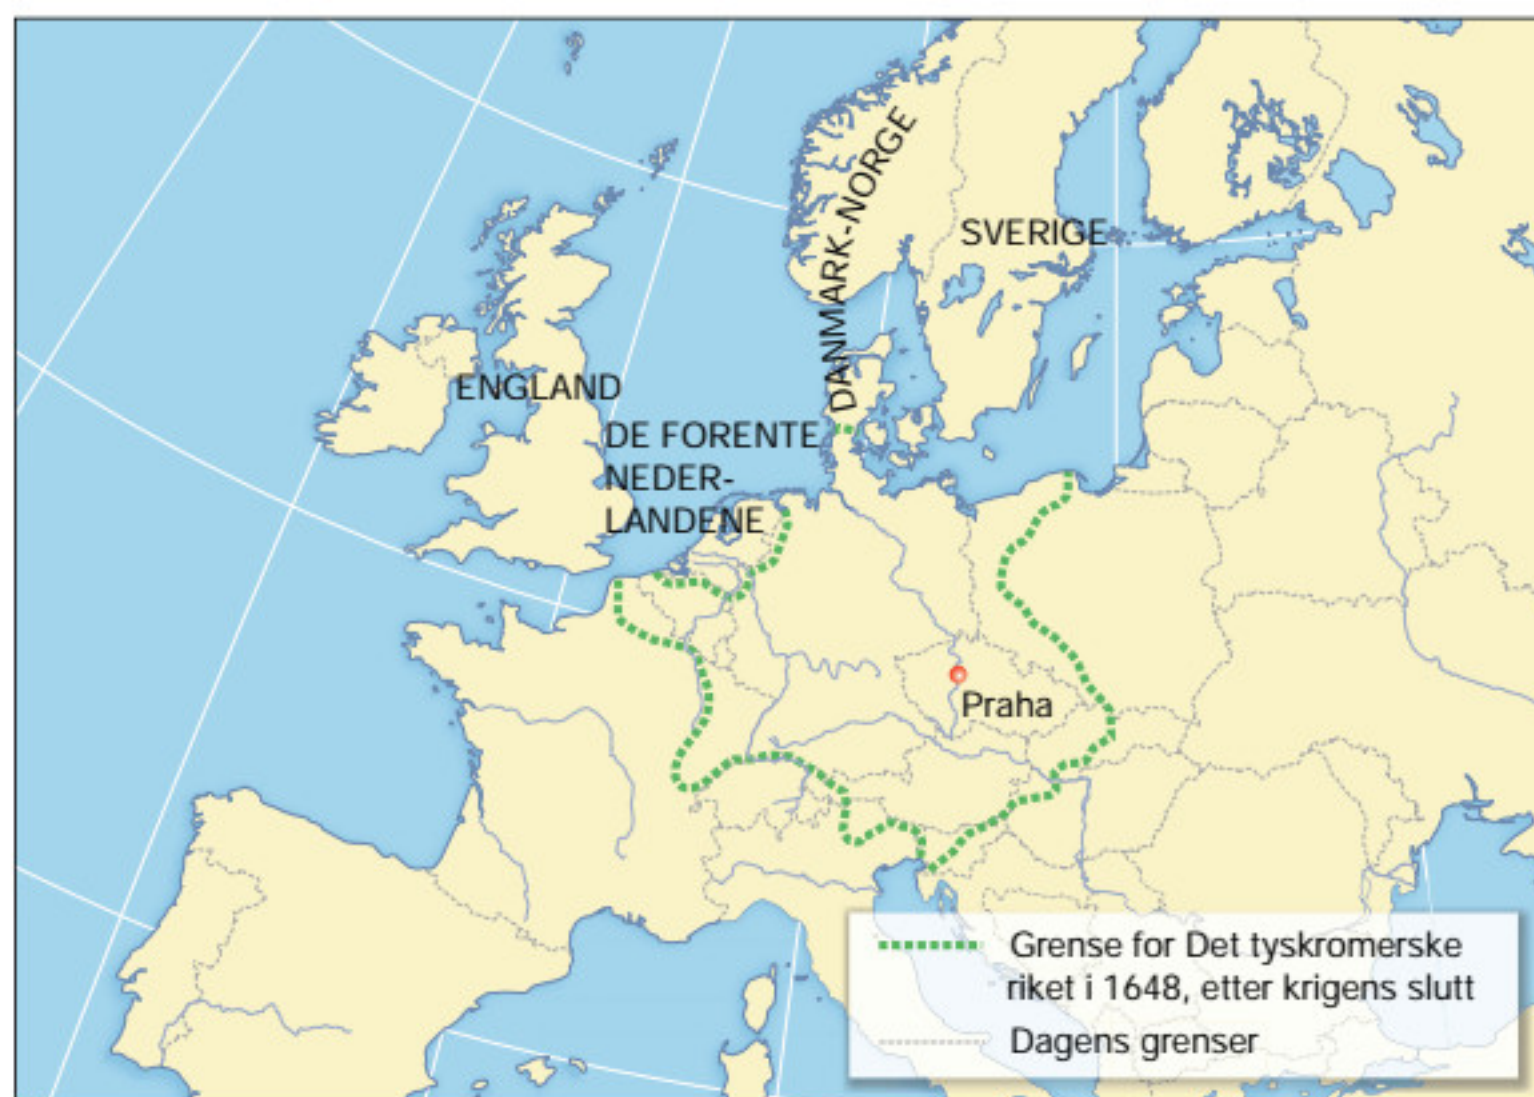 DANMARK-NORGE
SVERIGE
ENGLAND
DE FORENTE
NEDER-
LANDENE
Praha
Grense for Det tyskromerske
riket i 1648, etter krigens slutt
Dagens grenser